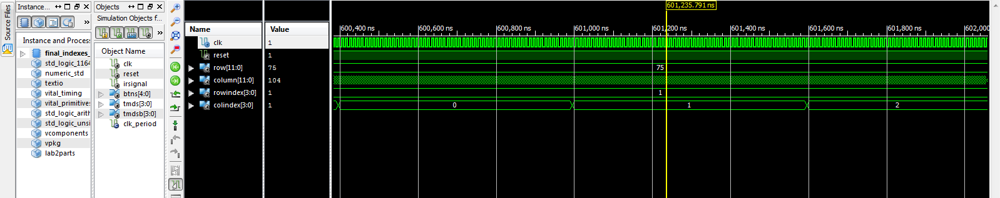 Source Files
Instance...
Instance and Process
final_indexes_
std_logic_1164
numeric_std
textio
vital_timing
vital_primitives
std_logic_arith
std_logic_unsi
vcomponents
vpkg
lab2parts
Objects
Simulation Objects f...
Object Name
clk
reset
irsignal
btns[4:0]
tmds[3:0]
tmdsb[3:0]
clk_period
Name Value
clk 1
reset 1
row[11:0] 75
column[11:0] 104
rowindex[3:0] 1
colindex[3:0] 1
601,235.791 ns
600,400 ns 600,600 ns 600,800 ns 601,000 ns 601,200 ns 601,400 ns 601,600 ns 601,800 ns 602,000
75
1
0 1 2